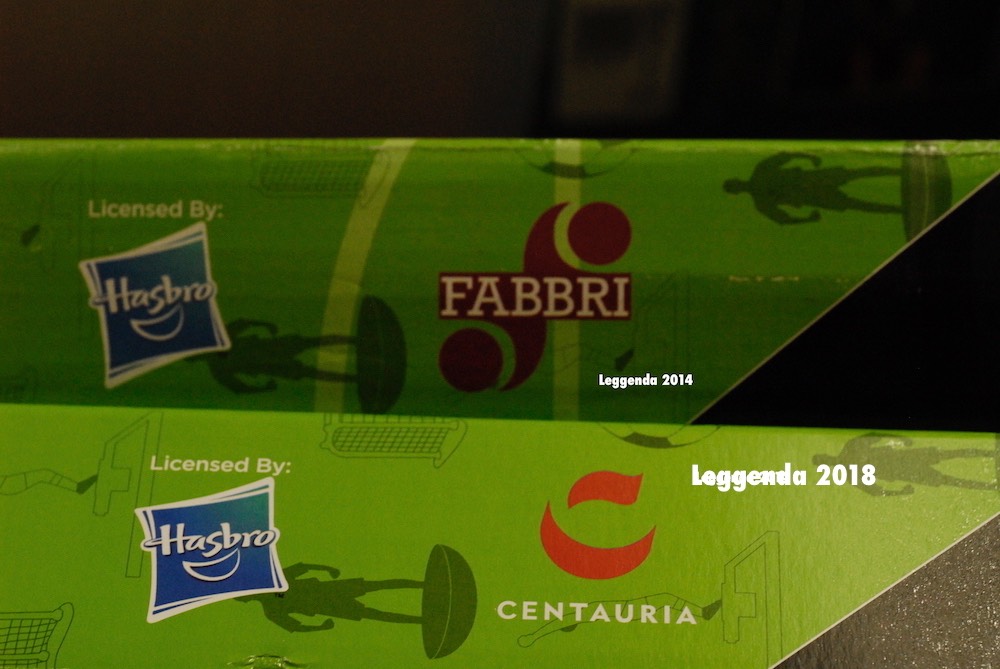 Licensed By:
Hasbro
FABBRI
Leggenda 2014
Licensed By:
Hasbro
Leggenda 2018
CENTAURIA